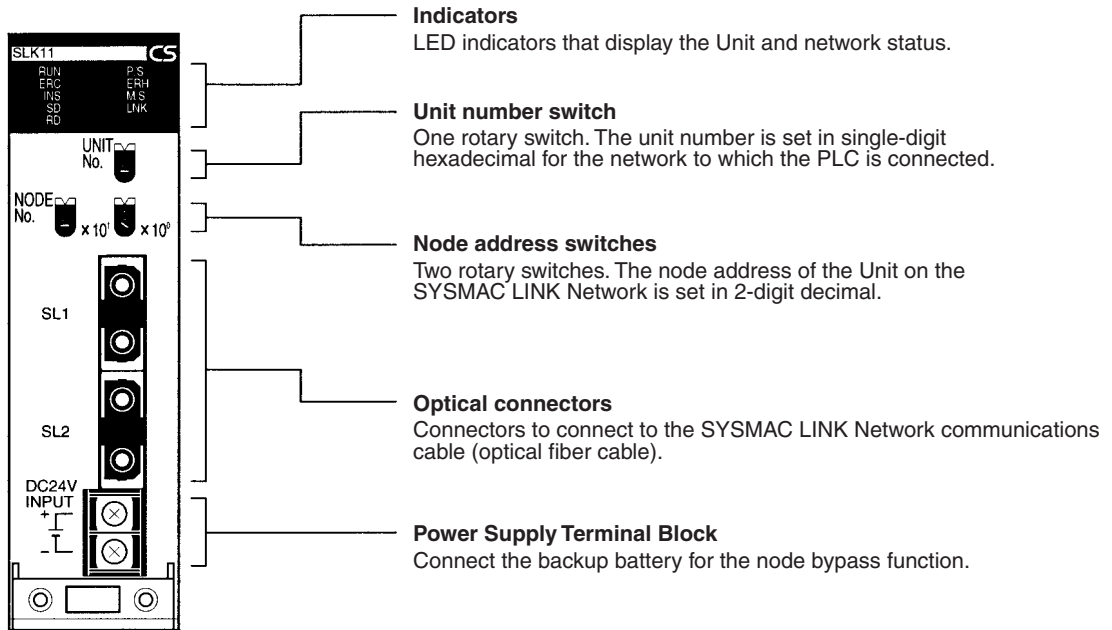 SLK11 CS
RUN P.S
ERC ERH
INS M.S
SD LNK
RD
UNIT
No.
NODE
No.
× 10¹ × 10⁰
SL1
SL2
DC24V
INPUT
+
−
Indicators
LED indicators that display the Unit and network status.
Unit number switch
One rotary switch. The unit number is set in single-digit
hexadecimal for the network to which the PLC is connected.
Node address switches
Two rotary switches. The node address of the Unit on the
SYSMAC LINK Network is set in 2-digit decimal.
Optical connectors
Connectors to connect to the SYSMAC LINK Network communications
cable (optical fiber cable).
Power Supply Terminal Block
Connect the backup battery for the node bypass function.